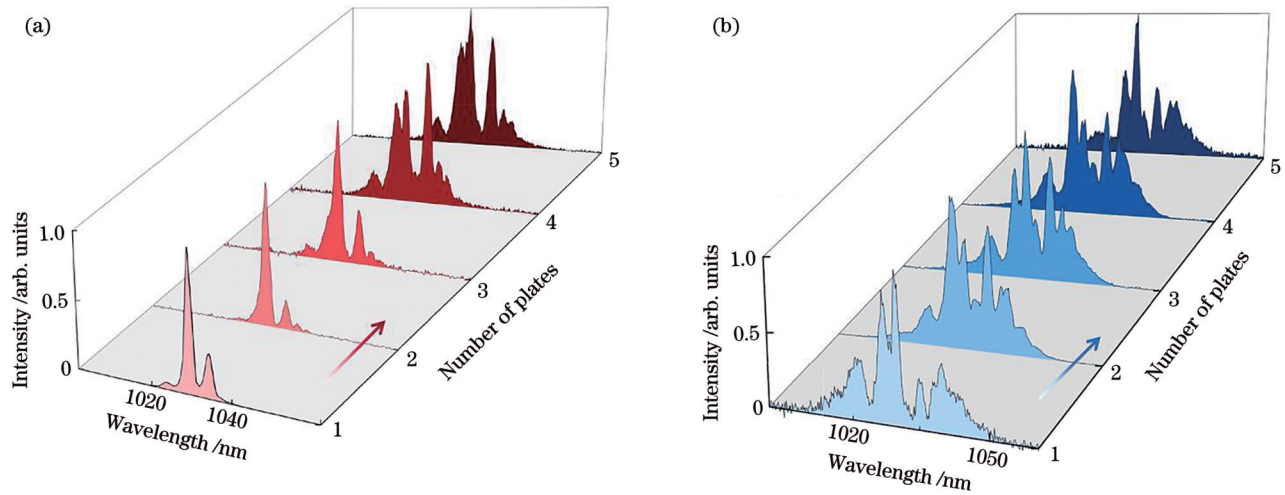 (a)
1.0
0.5
0
Intensity /arb. units
1020
1040
Wavelength /nm
1
2
3
4
5
Number of plates
(b)
1.0
0.5
0
Intensity /arb. units
1020
1050
Wavelength /nm
1
2
3
4
5
Number of plates